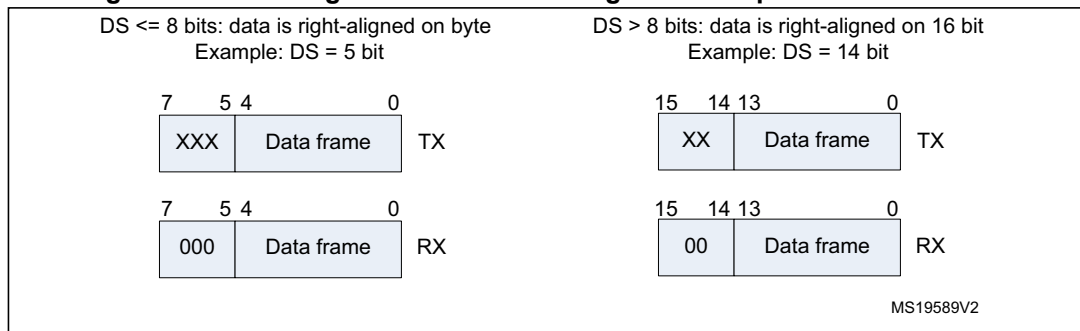 DS <= 8 bits: data is right-aligned on byte
Example: DS = 5 bit
DS > 8 bits: data is right-aligned on 16 bit
Example: DS = 14 bit
7 5 4 0
XXX Data frame TX
15 14 13 0
XX Data frame TX
7 5 4 0
000 Data frame RX
15 14 13 0
00 Data frame RX
MS19589V2